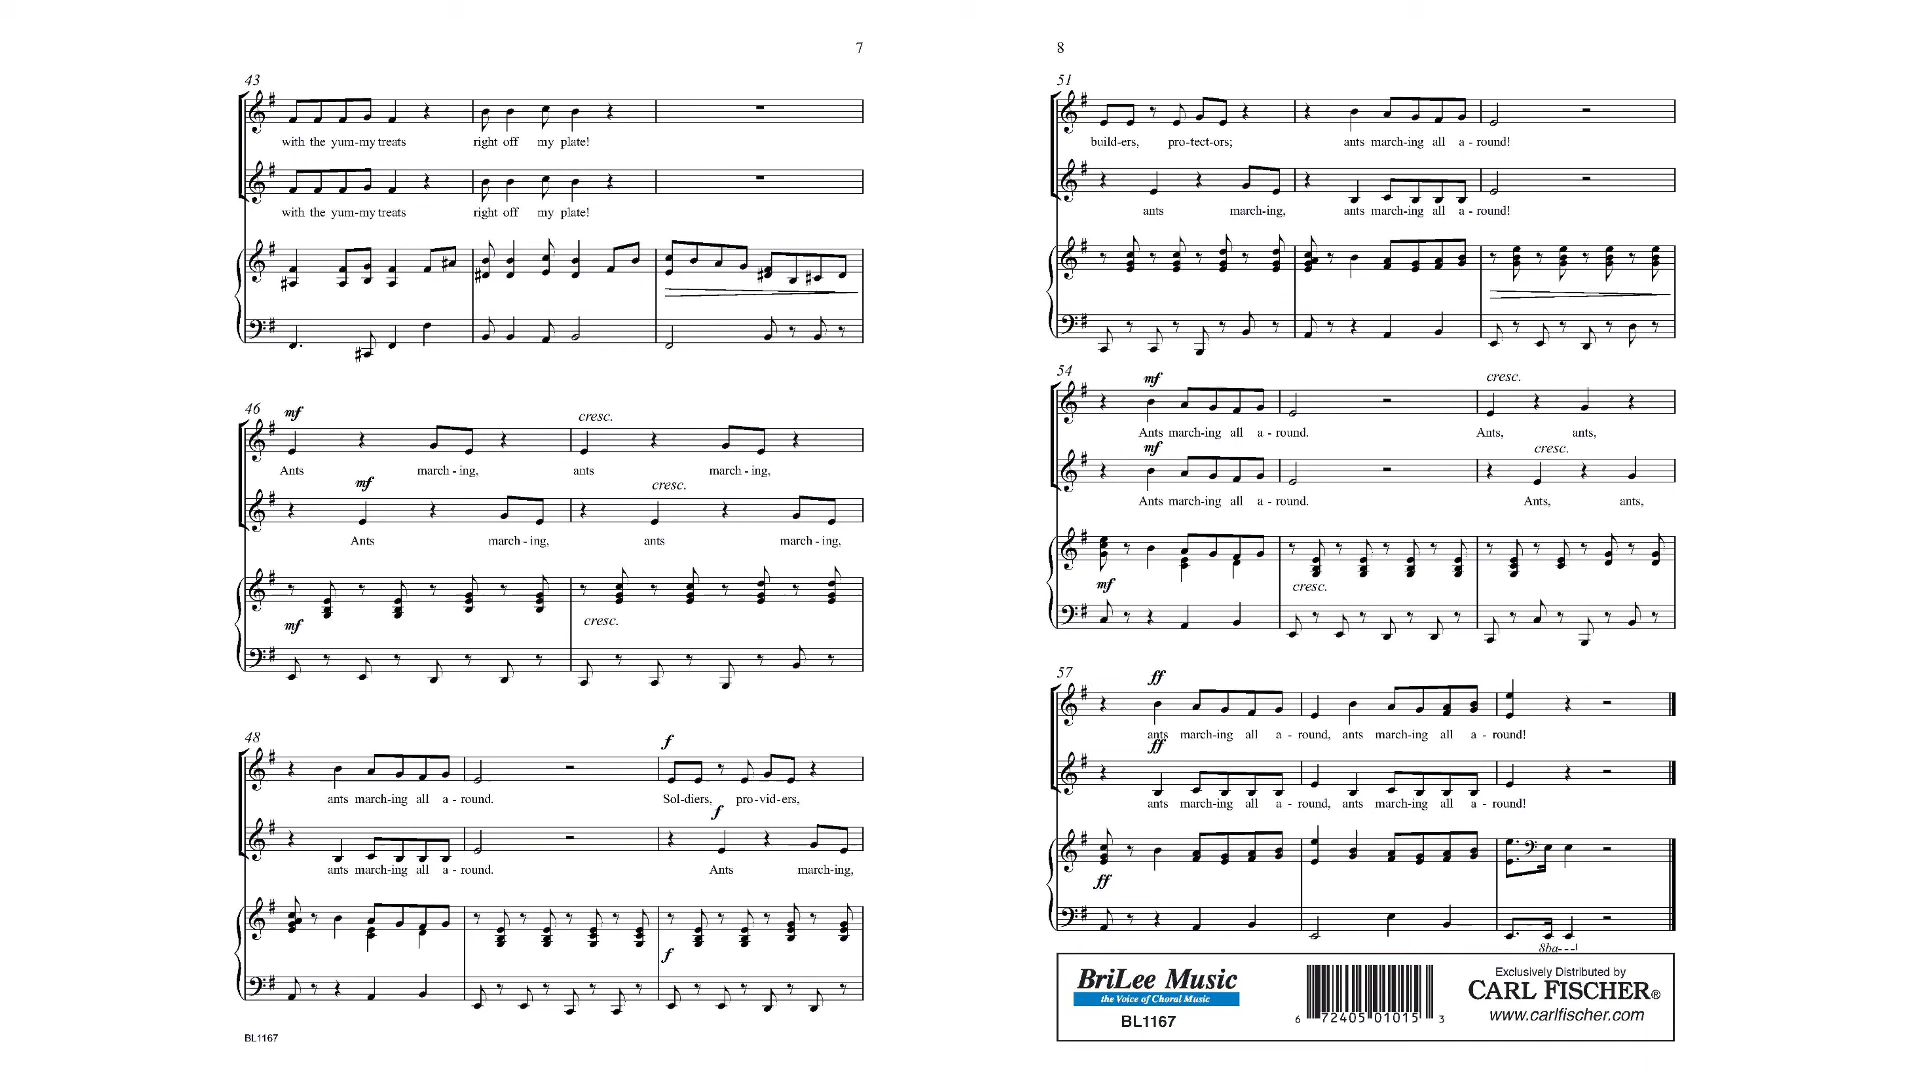 7
43
with the yum-my treats right off my plate!
with the yum-my treats right off my plate!
46
mf cresc.
Ants march - ing, ants march - ing,
mf cresc.
Ants march - ing, ants march - ing,
mf cresc.
48
f
ants march-ing all a - round. Sol-diers, pro-vid-ers,
f
ants march-ing all a - round. Ants march-ing,
f
BL1167
8
51
build-ers, pro-tect-ors; ants march-ing all a - round!
ants march-ing, ants march-ing all a - round!
54
mf cresc.
Ants march-ing all a - round. Ants, ants,
mf cresc.
Ants march-ing all a - round. Ants, ants,
mf cresc.
57
ff
ants march-ing all a - round, ants march-ing all a - round!
ff
ants march-ing all a - round, ants march-ing all a - round!
ff
8ba
BriLee Music
the Voice of Choral Music
BL1167
6 72405 01015 3
Exclusively Distributed by
CARL FISCHER®
www.carlfischer.com